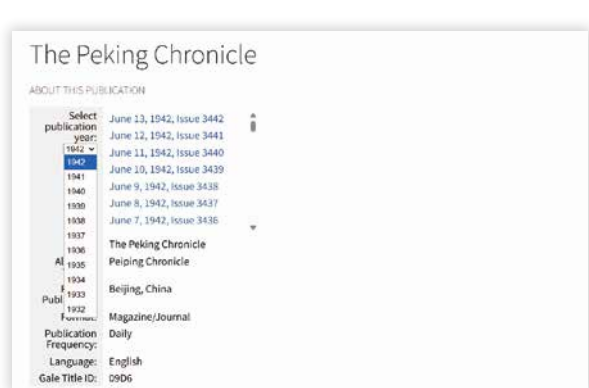 The Peking Chronicle
ABOUT THIS PUBLICATION
Select publication year:
1942
1942
1941
1940
1939
1938
1937
1936
1935
1934
1933
1932
June 13, 1942, Issue 3442
June 12, 1942, Issue 3441
June 11, 1942, Issue 3440
June 10, 1942, Issue 3439
June 9, 1942, Issue 3438
June 8, 1942, Issue 3437
June 7, 1942, Issue 3436
The Peking Chronicle
Peiping Chronicle
Beijing, China
Format: Magazine/Journal
Publication Frequency: Daily
Language: English
Gale Title ID: 09D6